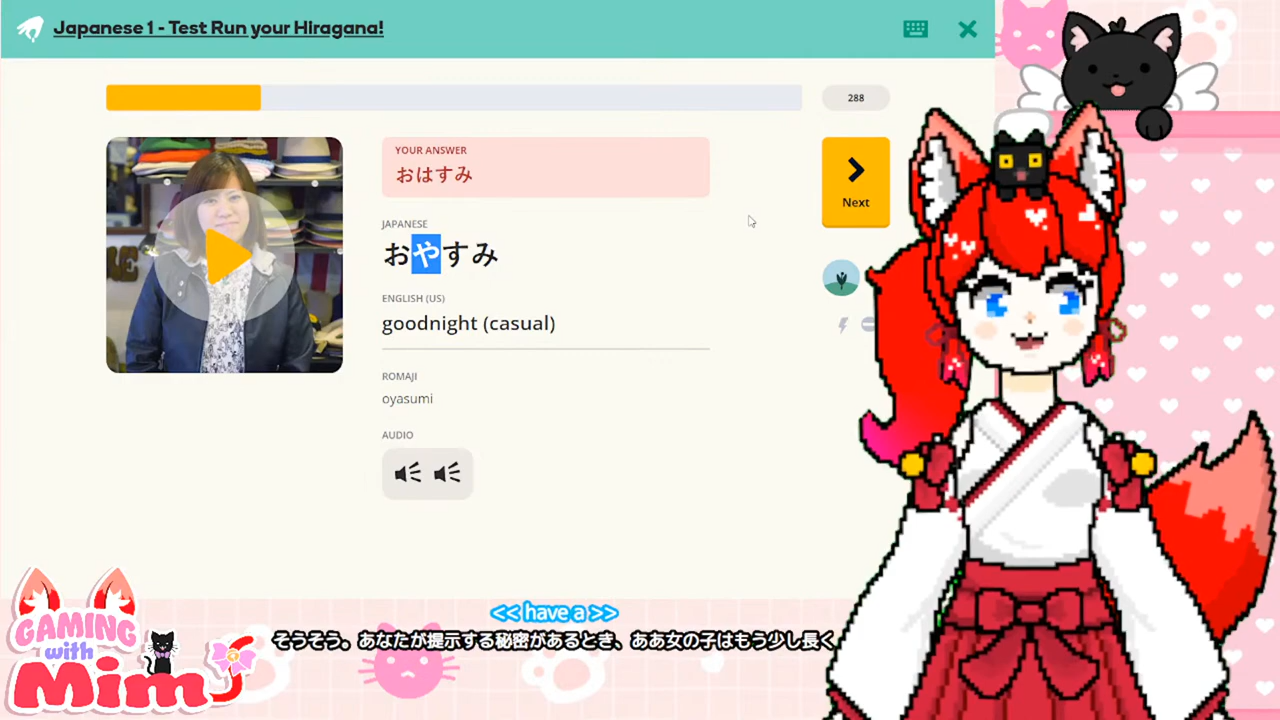 Japanese 1 - Test Run your Hiragana!
288
YOUR ANSWER
おはすみ
Next
JAPANESE
おやすみ
ENGLISH (US)
goodnight (casual)
ROMAJI
oyasumi
AUDIO
<< have a >>
そうそう。あなたが提示する秘密があるとき、ああ女の子はもう少し長く
GAMING
with
Mim